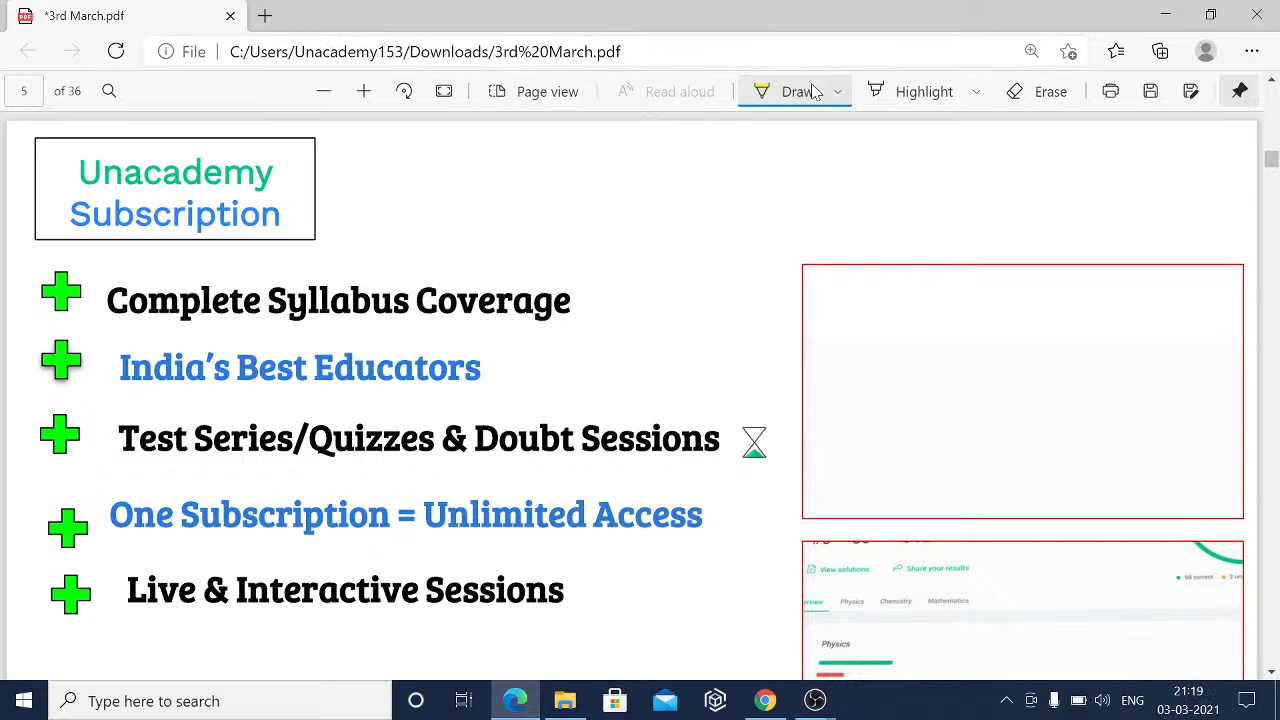 *3rd March.pdf
File
C:/Users/Unacademy153/Downloads/3rd%20March.pdf
5 of 36
Page view
Read aloud
Draw
Highlight
Erase
Unacademy
Subscription
Complete Syllabus Coverage
India's Best Educators
Test Series/Quizzes & Doubt Sessions
One Subscription = Unlimited Access
Live & Interactive Sessions
View solutions
Share your results
68 correct
Physics
Chemistry
Mathematics
Physics
Type here to search
ENG
21:19
03-03-2021